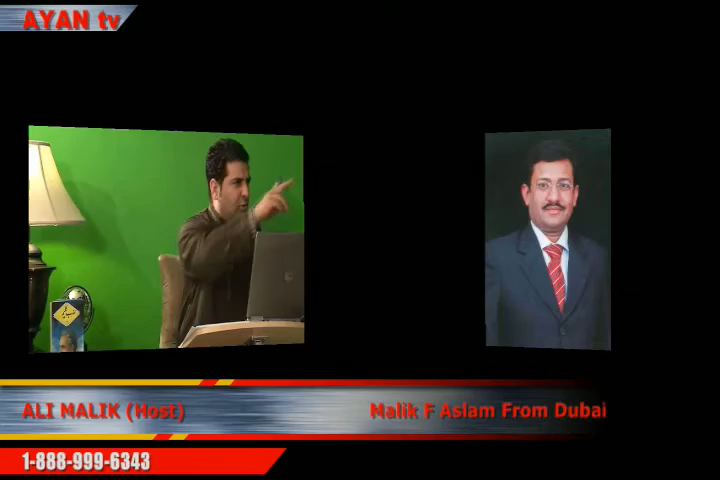 AYAN tv
ALI MALIK (Host)
Malik F Aslam From Dubai
1-888-999-6343